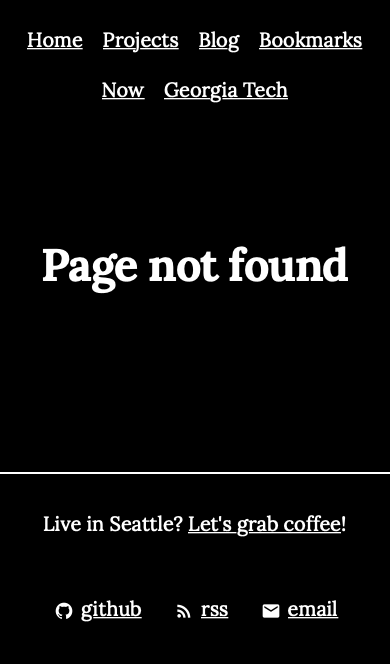 Home Projects Blog Bookmarks
Now Georgia Tech
Page not found
Live in Seattle? Let's grab coffee!
github rss email